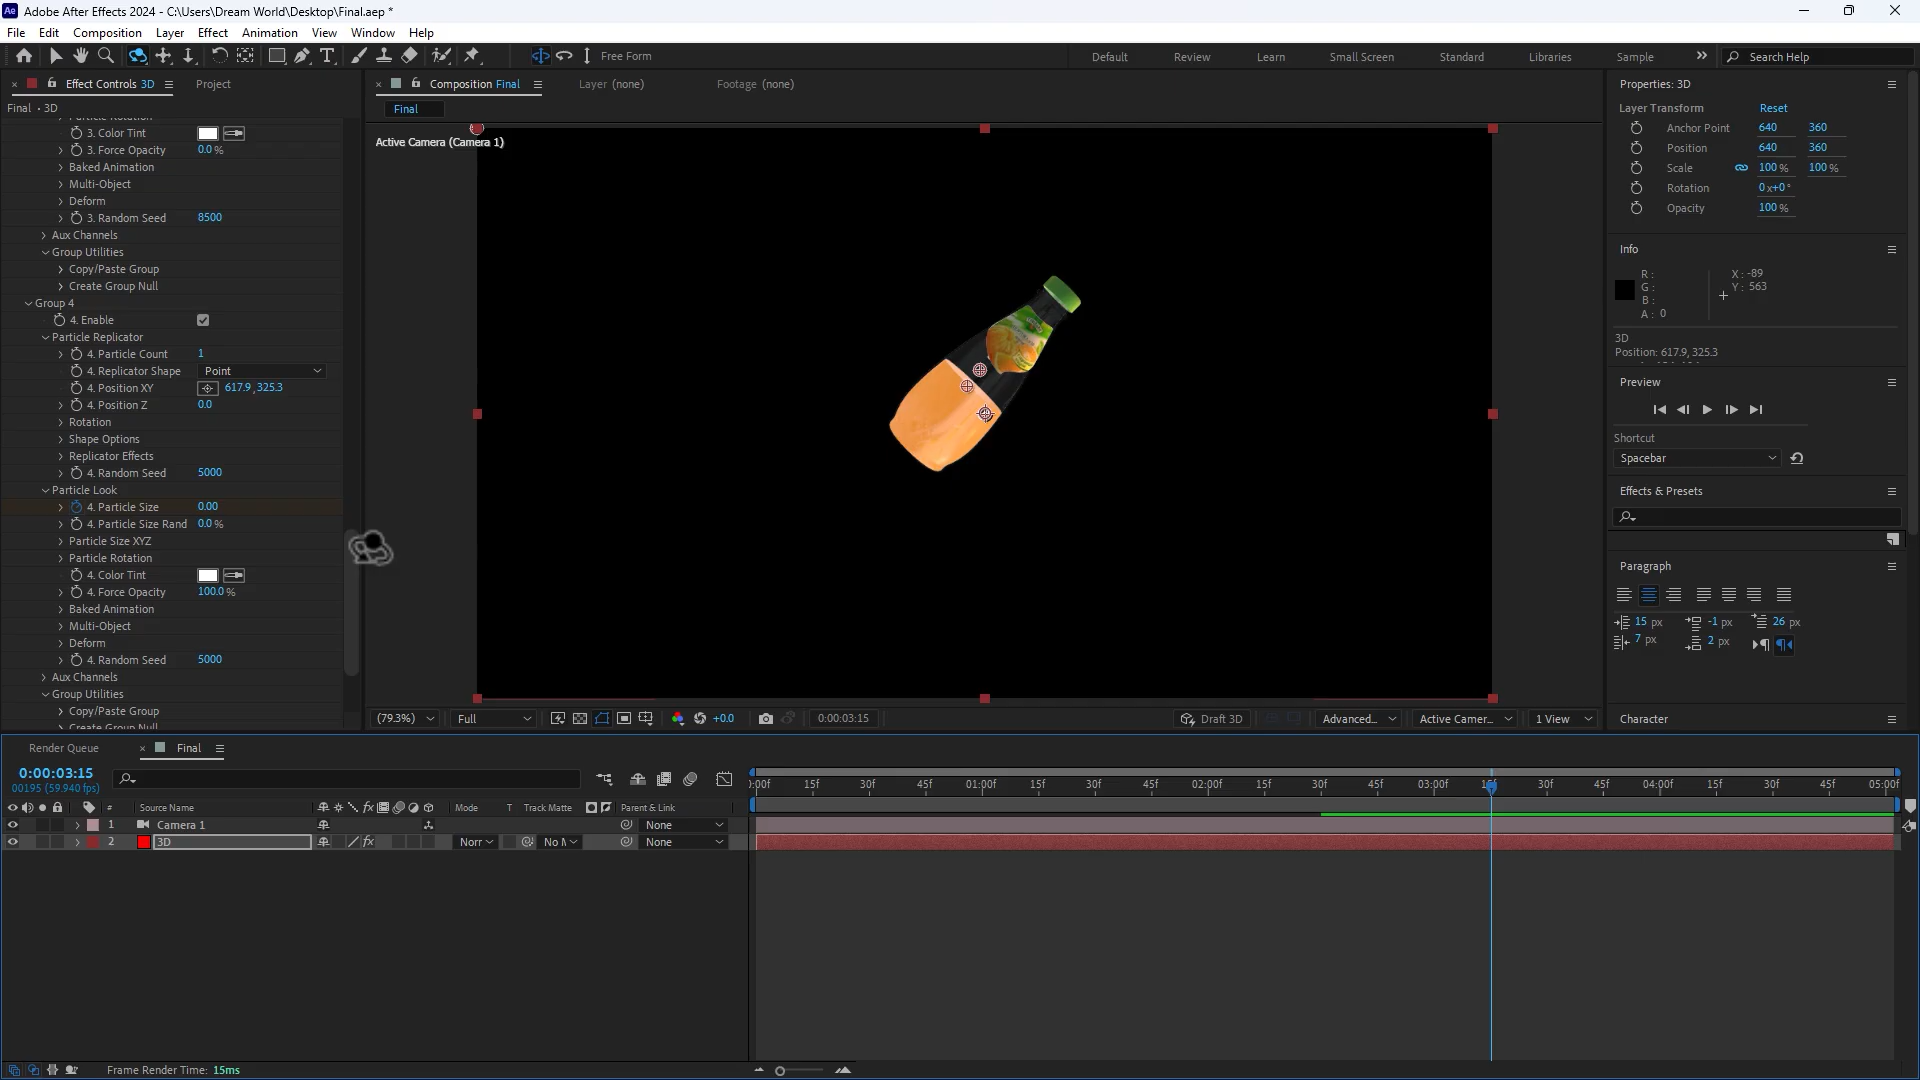 Adobe After Effects 2024 - C:\Users\Dream World\Desktop\Final.aep *
File Edit Composition Layer Effect Animation View Window Help
Free Form
Default Review Learn Small Screen Standard Libraries Sample
Search Help
Effect Controls 3D
Project
Final • 3D
Particle Rotation
3. Color Tint
3. Force Opacity 0.0 %
Baked Animation
Multi-Object
Deform
3. Random Seed 8500
Aux Channels
Group Utilities
Copy/Paste Group
Create Group Null
Group 4
4. Enable
Particle Replicator
4. Particle Count 1
4. Replicator Shape Point
4. Position XY 617.9 ,325.3
4. Position Z 0.0
Rotation
Shape Options
Replicator Effects
4. Random Seed 5000
Particle Look
4. Particle Size 0.00
4. Particle Size Rand 0.0 %
Particle Size XYZ
Particle Rotation
4. Color Tint
4. Force Opacity 100.0 %
Baked Animation
Multi-Object
Deform
4. Random Seed 5000
Aux Channels
Group Utilities
Copy/Paste Group
Create Group Null
Composition Final
Layer (none)
Footage (none)
Final
Active Camera (Camera 1)
(79.3%) Full +0.0 0:00:03:15 Draft 3D Advanced... Active Camer... 1 View
Properties: 3D
Layer Transform Reset
Anchor Point 640 360
Position 640 360
Scale 100 % 100 %
Rotation 0 x+0 °
Opacity 100 %
Info
R :
G :
B :
A : 0
X : -89
Y : 563
3D
Position: 617.9, 325.3
Preview
Shortcut
Spacebar
Effects & Presets
Paragraph
15 px -1 px 26 px
7 px 2 px
Character
Render Queue
Final
0:00:03:15
00195 (59.940 fps)
# Source Name Mode T Track Matte Parent & Link
1 Camera 1 None
2 3D Norr No M None
):00f 15f 30f 45f 01:00f 15f 30f 45f 02:00f 15f 30f 45f 03:00f 15f 30f 45f 04:00f 15f 30f 45f 05:00f
Frame Render Time: 15ms